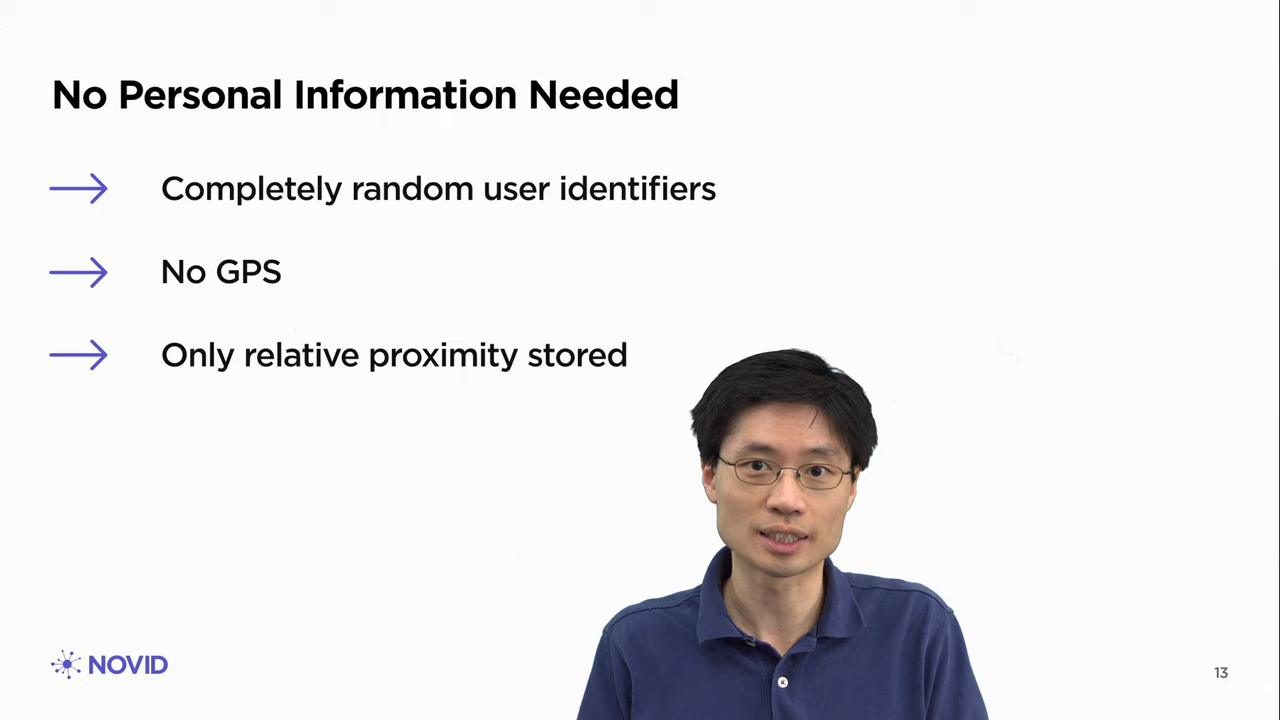 No Personal Information Needed
Completely random user identifiers
No GPS
Only relative proximity stored
NOVID
13